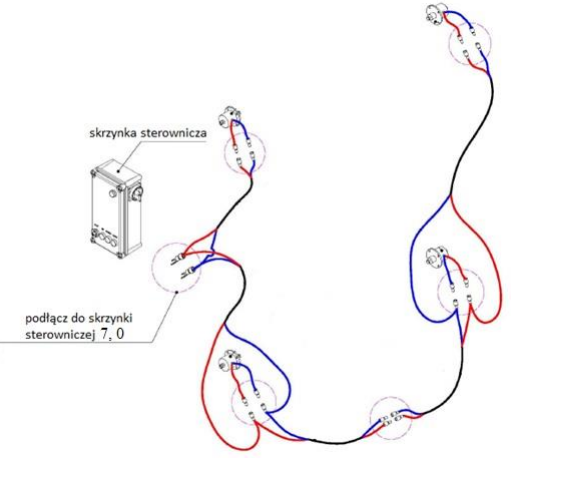 skrzynka sterownicza
podłącz do skrzynki
sterowniczej 7, 0